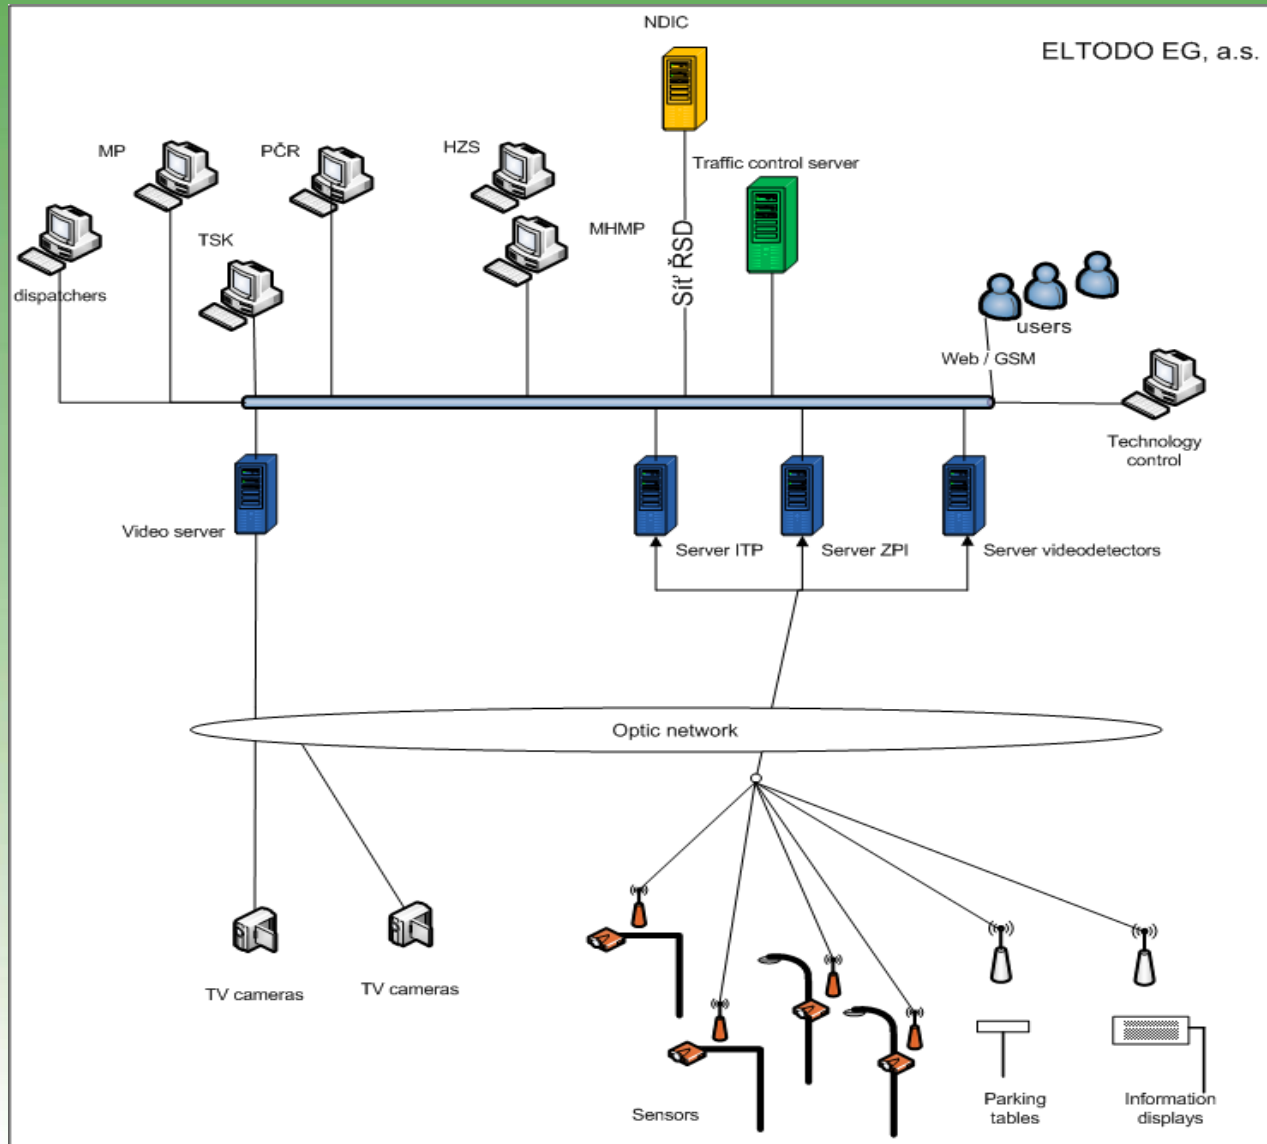 NDIC
ELTODO EG, a.s.
MP
PČR
HZS
Traffic control server
TSK
MHMP
Síť ŘSD
dispatchers
users
Web / GSM
Technology
control
Video server
Server ITP
Server ZPI
Server videodetectors
Optic network
TV cameras
TV cameras
Sensors
Parking
tables
Information
displays